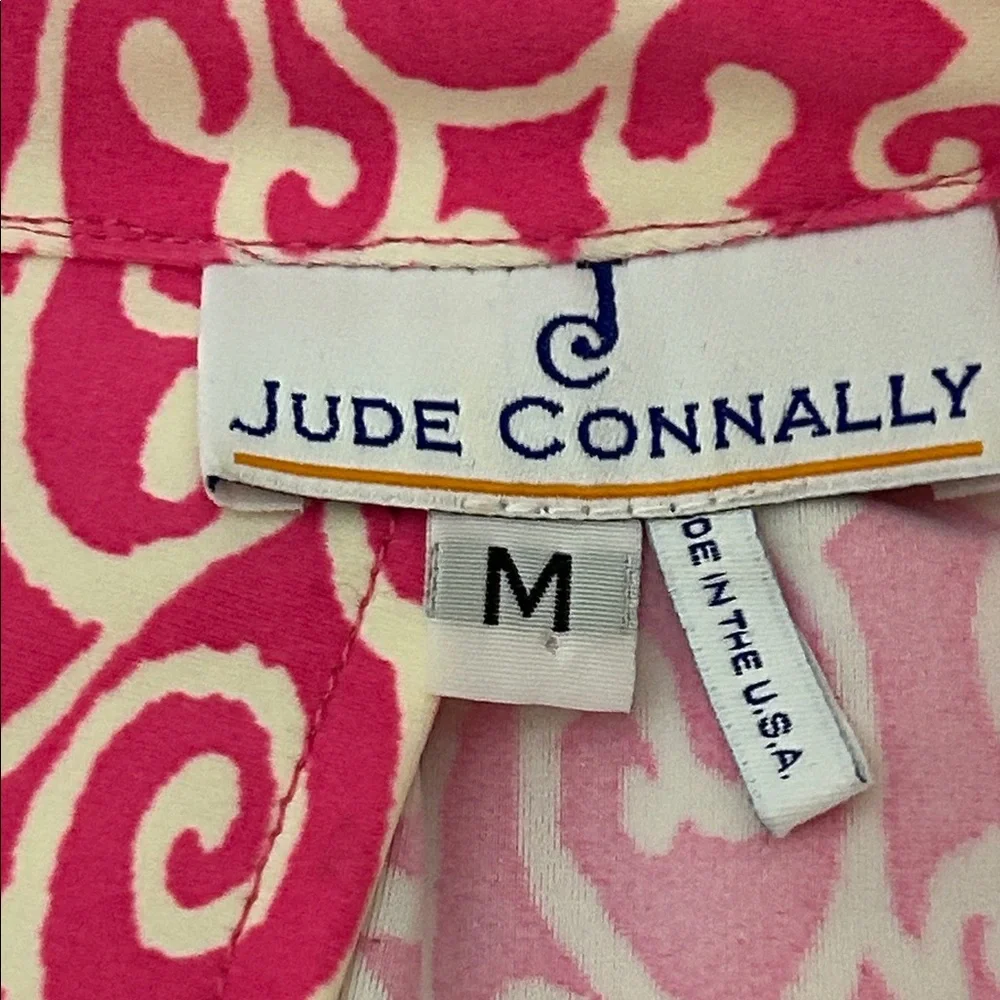 J
JUDE CONNALLY
M
DE IN THE U.S.A.